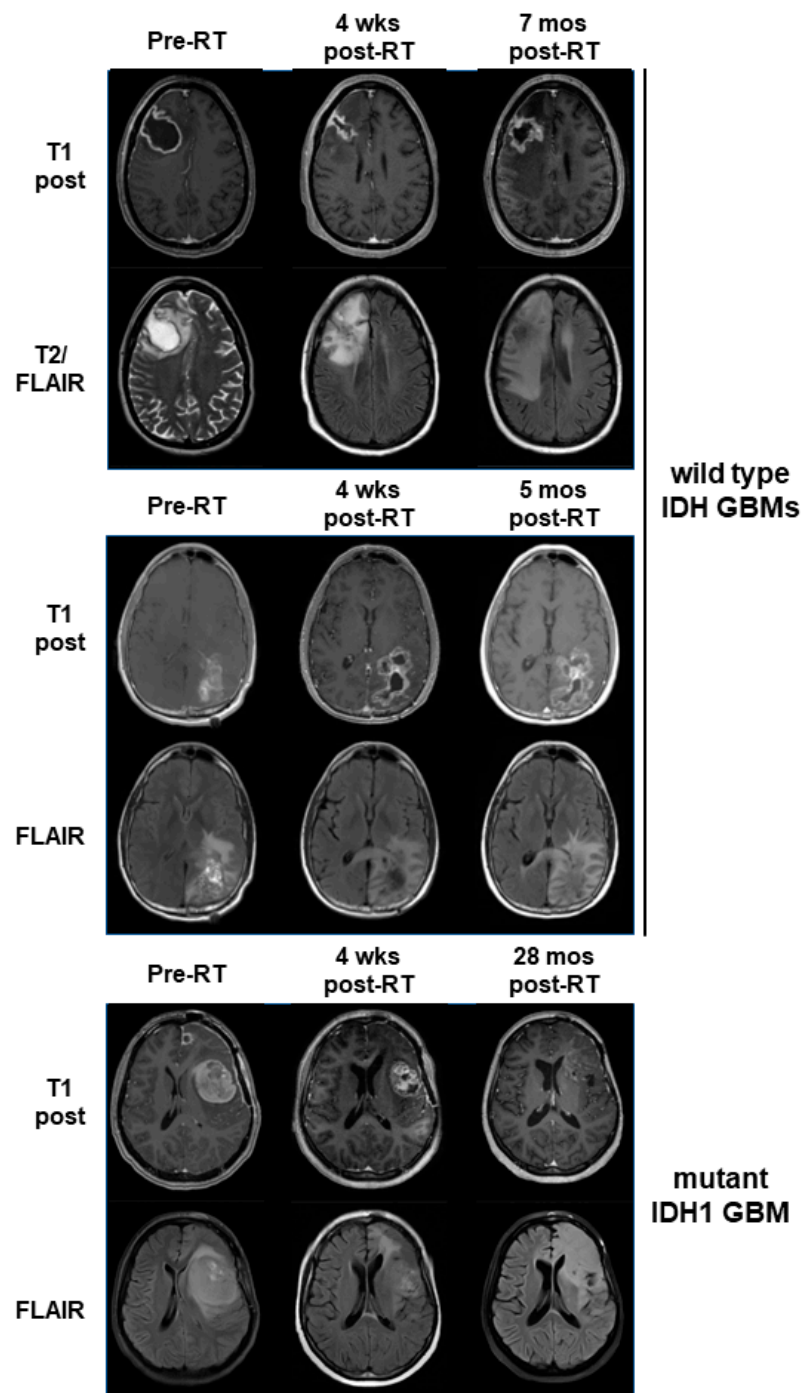 Pre-RT
4 wks
post-RT
7 mos
post-RT
T1
post
T2/
FLAIR
Pre-RT
4 wks
post-RT
5 mos
post-RT
T1
post
FLAIR
wild type
IDH GBMs
Pre-RT
4 wks
post-RT
28 mos
post-RT
T1
post
FLAIR
mutant
IDH1 GBM